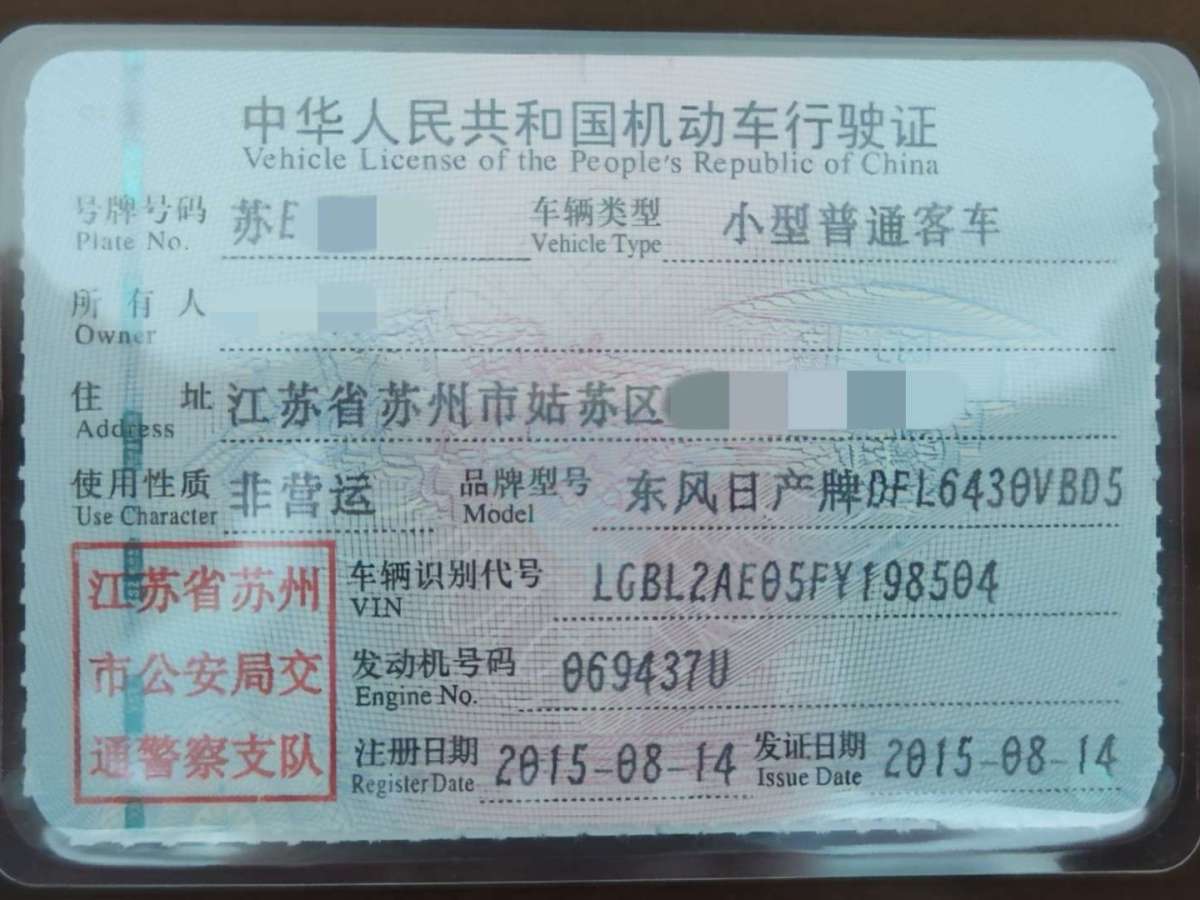 中华人民共和国机动车行驶证
Vehicle License of the People's Republic of China
号牌号码 苏E 车辆类型 小型普通客车
Plate No. Vehicle Type
所有人
Owner
住址 江苏省苏州市姑苏区
Address
使用性质 非营运 品牌型号 东风日产牌DFL6430VBD5
Use Character Model
江苏省苏州
市公安局交
通警察支队
车辆识别代号 LGBL2AE05FY198504
VIN
发动机号码 069437U
Engine No.
注册日期 2015-08-14 发证日期 2015-08-14
Register Date Issue Date